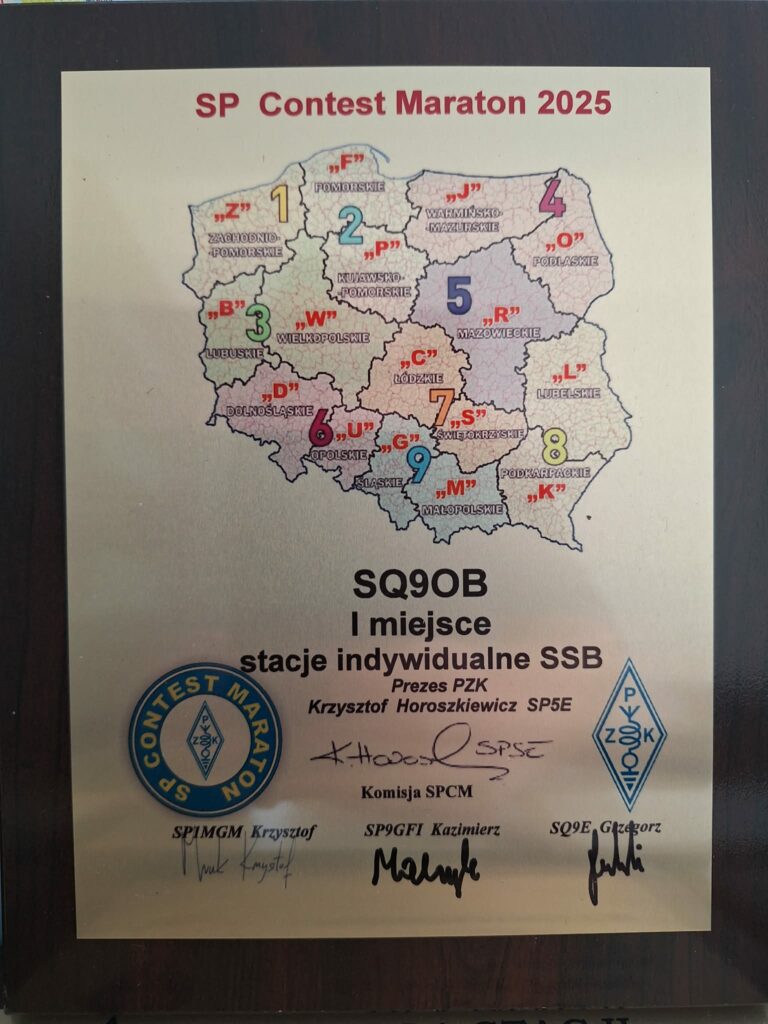 SP Contest Maraton 2025
„F”
POMORSKIE
„Z”
1
ZACHODNIO-
-POMORSKIE
2
„J”
WARMIŃSKO-
-MAZURSKIE
4
„O”
PODLASKIE
„P”
KUJAWSKO-
-POMORSKIE
5
„R”
MAZOWIECKIE
„B”
3
LUBUSKIE
„W”
WIELKOPOLSKIE
„C”
ŁÓDZKIE
„L”
LUBELSKIE
„D”
DOLNOŚLĄSKIE
6
„U”
OPOLSKIE
7
„S”
ŚWIĘTOKRZYSKIE
„G”
9
ŚLĄSKIE
8
PODKARPACKIE
„K”
„M”
MAŁOPOLSKIE
SQ9OB
I miejsce
stacje indywidualne SSB
Prezes PZK
Krzysztof Horoszkiewicz SP5E
SP CONTEST MARATON
P
Z K
P
Z K
K. Horosz SP5E
Komisja SPCM
SP1MGM Krzysztof
SP9GFI Kazimierz
SQ9E Grzegorz